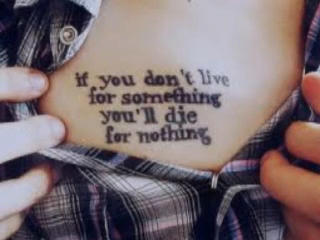 if you don't live
for something
you'll die
for nothing